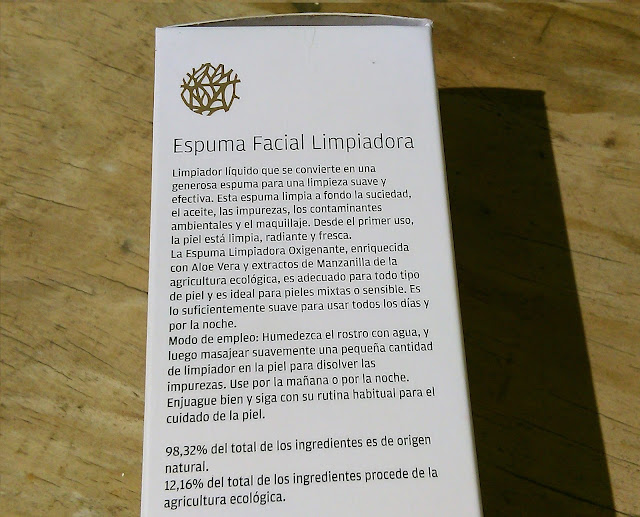 Espuma Facial Limpiadora
Limpiador líquido que se convierte en una
generosa espuma para una limpieza suave y
efectiva. Esta espuma limpia a fondo la suciedad,
el aceite, las impurezas, los contaminantes
ambientales y el maquillaje. Desde el primer uso,
la piel está limpia, radiante y fresca.
La Espuma Limpiadora Oxigenante, enriquecida
con Aloe Vera y extractos de Manzanilla de la
agricultura ecológica, es adecuado para todo tipo
de piel y es ideal para pieles mixtas o sensible. Es
lo suficientemente suave para usar todos los días y
por la noche.
Modo de empleo: Humedezca el rostro con agua, y
luego masajear suavemente una pequeña cantidad
de limpiador en la piel para disolver las
impurezas. Use por la mañana o por la noche.
Enjuague bien y siga con su rutina habitual para el
cuidado de la piel.
98,32% del total de los ingredientes es de origen
natural.
12,16% del total de los ingredientes procede de la
agricultura ecológica.